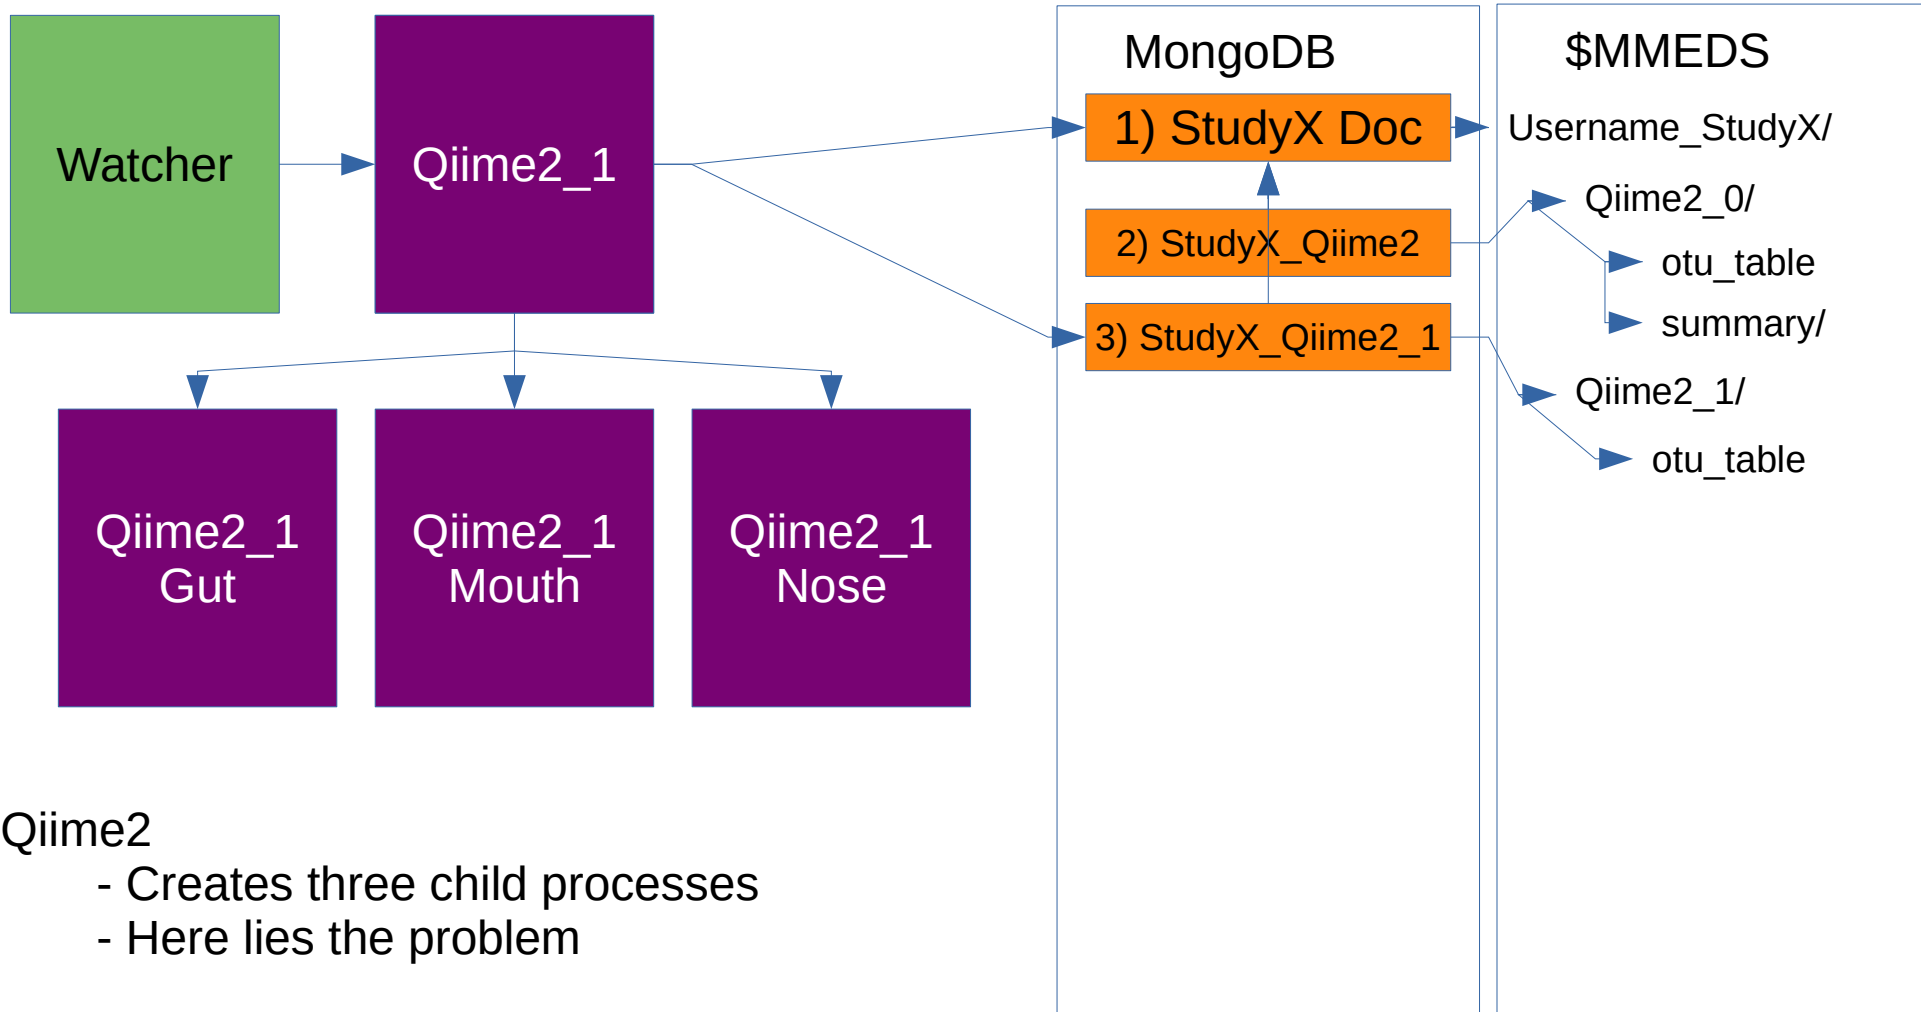 Watcher
Qiime2_1
Qiime2_1
Gut
Qiime2_1
Mouth
Qiime2_1
Nose
MongoDB
1) StudyX Doc
2) StudyX_Qiime2
3) StudyX_Qiime2_1
$MMEDS
Username_StudyX/
Qiime2_0/
otu_table
summary/
Qiime2_1/
otu_table
Qiime2
- Creates three child processes
- Here lies the problem